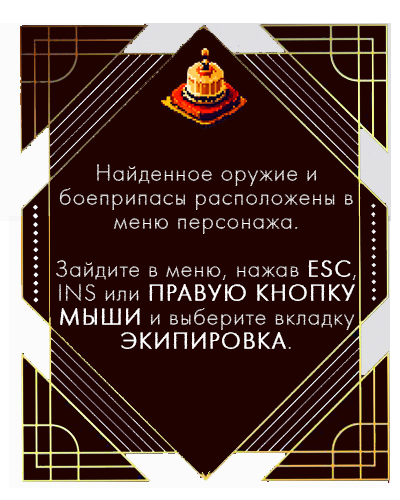 Найденное оружие и
боеприпасы расположены в
меню персонажа.
Зайдите в меню, нажав ESC,
INS или ПРАВУЮ КНОПКУ
МЫШИ и выберите вкладку
ЭКИПИРОВКА.